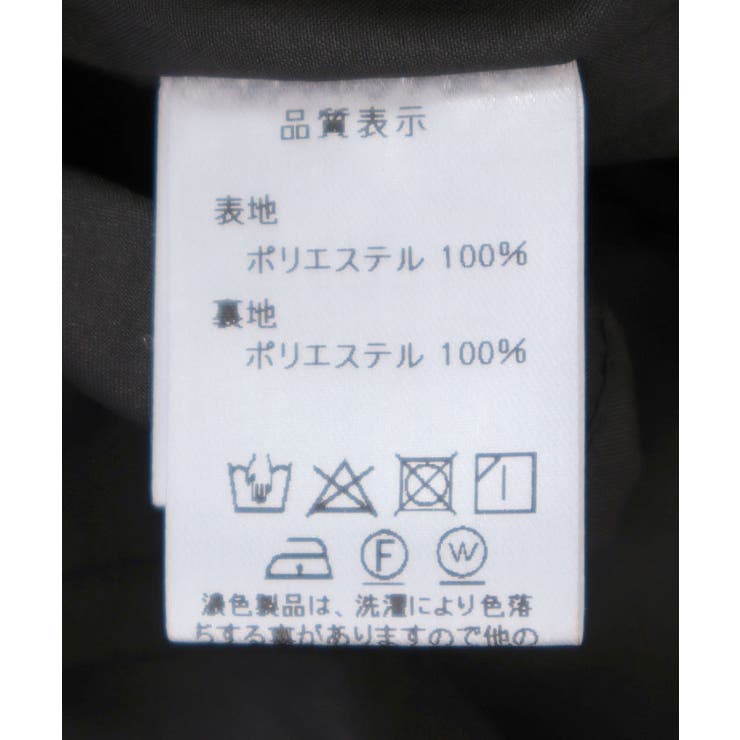 品質表示
表地
ポリエステル 100%
裏地
ポリエステル 100%
F W
濃色製品は、洗濯により色落
ちする事がありますので他の